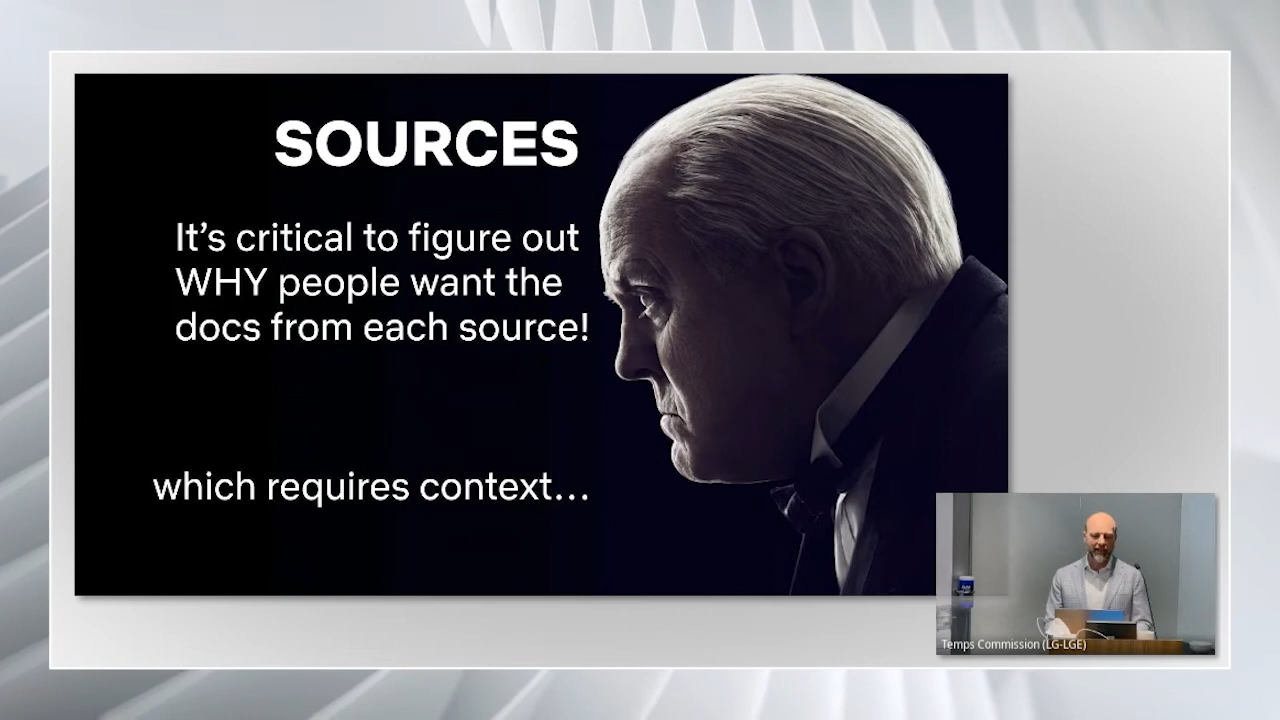 SOURCES
It's critical to figure out
WHY people want the
docs from each source!
which requires context...
Temps Commission (LG-LGE)